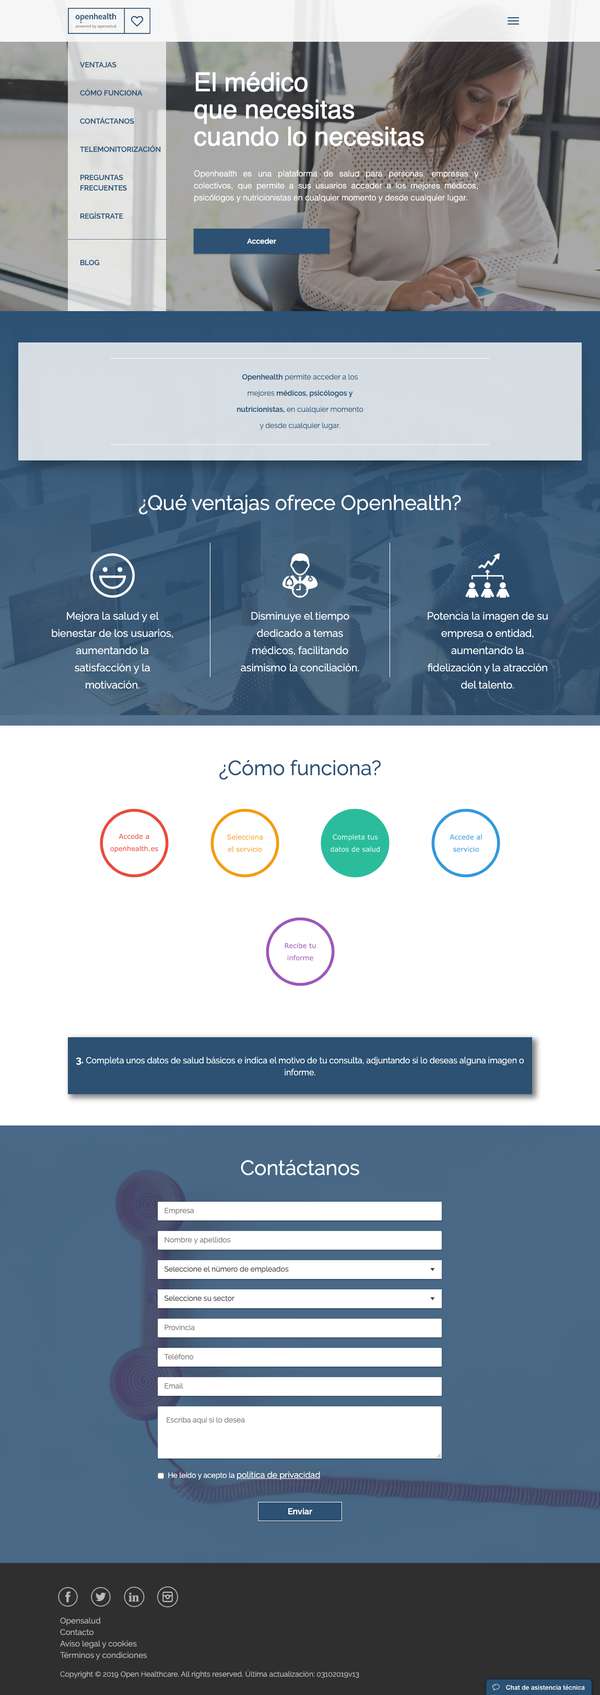 openhealth
powered by opensalud
VENTAJAS
CÓMO FUNCIONA
CONTÁCTANOS
TELEMONITORIZACIÓN
PREGUNTAS
FRECUENTES
REGÍSTRATE
BLOG
El médico
que necesitas
cuando lo necesitas
Openhealth es una plataforma de salud para personas, empresas y
colectivos, que permite a sus usuarios acceder a los mejores médicos,
psicólogos y nutricionistas en cualquier momento y desde cualquier lugar.
Acceder
Openhealth permite acceder a los
mejores médicos, psicólogos y
nutricionistas, en cualquier momento
y desde cualquier lugar.
¿Qué ventajas ofrece Openhealth?
Mejora la salud y el
bienestar de los usuarios,
aumentando la
satisfacción y la
motivación.
Disminuye el tiempo
dedicado a temas
médicos, facilitando
asimismo la conciliación.
Potencia la imagen de su
empresa o entidad,
aumentando la
fidelización y la atracción
del talento.
¿Cómo funciona?
Accede a
openhealth.es
Selecciona
el servicio
Completa tus
datos de salud
Accede al
servicio
Recibe tu
informe
3. Completa unos datos de salud básicos e indica el motivo de tu consulta, adjuntando si lo deseas alguna imagen o
informe.
Contáctanos
Empresa
Nombre y apellidos
Seleccione el número de empleados
Seleccione su sector
Provincia
Teléfono
Email
Escriba aquí si lo desea
He leído y acepto la política de privacidad
Enviar
Opensalud
Contacto
Aviso legal y cookies
Términos y condiciones
Copyright © 2019 Open Healthcare. All rights reserved. Última actualización: 03102019v13
Chat de asistencia técnica